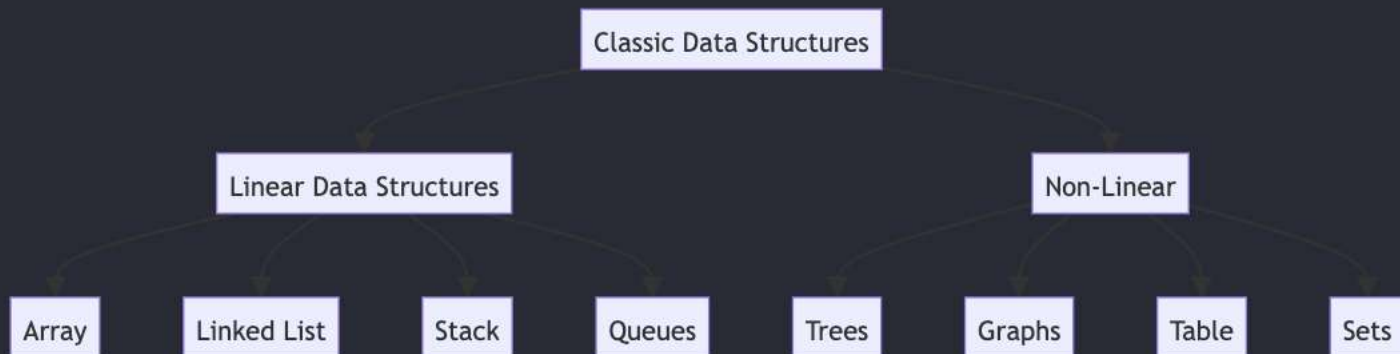 Classic Data Structures
Linear Data Structures
Non-Linear
Array
Linked List
Stack
Queues
Trees
Graphs
Table
Sets